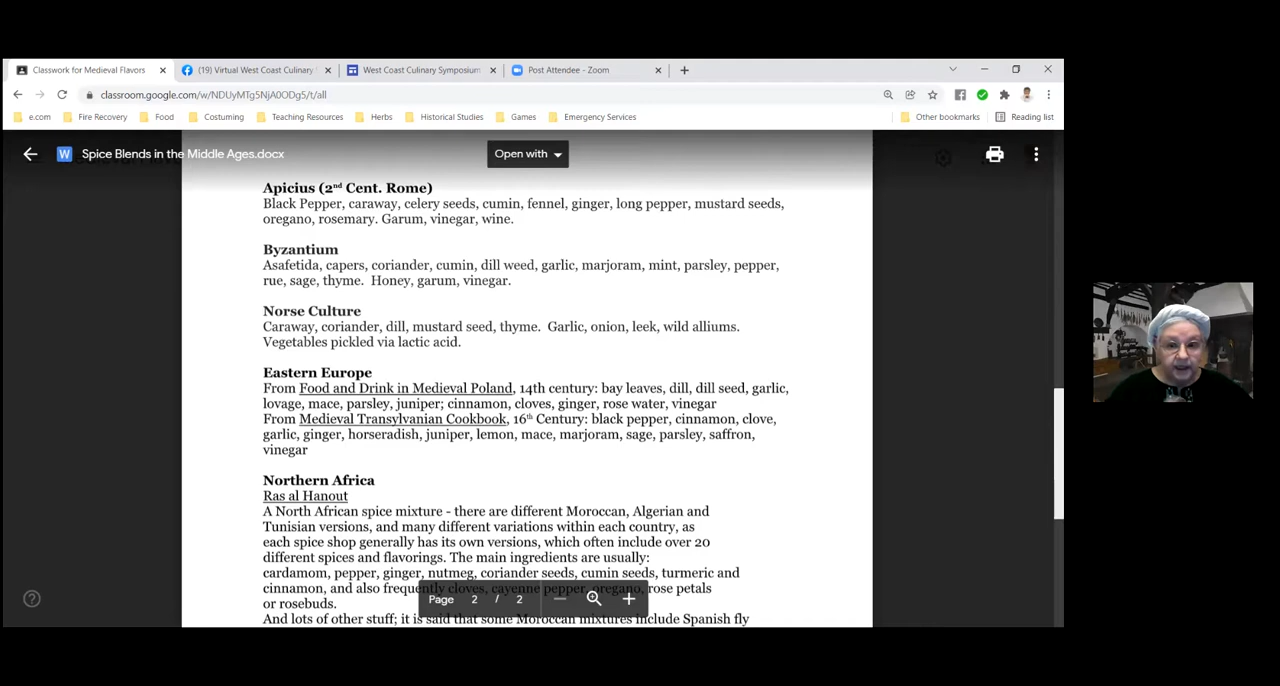 Classwork for Medieval Flavors
(19) Virtual West Coast Culinary
West Coast Culinary Symposium
Post Attendee - Zoom
classroom.google.com/w/NDUyMTg5NjA0ODg5/t/all
e.com Fire Recovery Food Costuming Teaching Resources Herbs Historical Studies Games Emergency Services Other bookmarks Reading list
W Spice Blends in the Middle Ages.docx Open with
Apicius (2nd Cent. Rome)
Black Pepper, caraway, celery seeds, cumin, fennel, ginger, long pepper, mustard seeds,
oregano, rosemary. Garum, vinegar, wine.
Byzantium
Asafetida, capers, coriander, cumin, dill weed, garlic, marjoram, mint, parsley, pepper,
rue, sage, thyme. Honey, garum, vinegar.
Norse Culture
Caraway, coriander, dill, mustard seed, thyme. Garlic, onion, leek, wild alliums.
Vegetables pickled via lactic acid.
Eastern Europe
From Food and Drink in Medieval Poland, 14th century: bay leaves, dill, dill seed, garlic,
lovage, mace, parsley, juniper; cinnamon, cloves, ginger, rose water, vinegar
From Medieval Transylvanian Cookbook, 16th Century: black pepper, cinnamon, clove,
garlic, ginger, horseradish, juniper, lemon, mace, marjoram, sage, parsley, saffron,
vinegar
Northern Africa
Ras al Hanout
A North African spice mixture - there are different Moroccan, Algerian and
Tunisian versions, and many different variations within each country, as
each spice shop generally has its own versions, which often include over 20
different spices and flavorings. The main ingredients are usually:
cardamom, pepper, ginger, nutmeg, coriander seeds, cumin seeds, turmeric and
cinnamon, and also frequently cloves, cayenne pepper, oregano, rose petals
or rosebuds.
Page 2 / 2
And lots of other stuff; it is said that some Moroccan mixtures include Spanish fly